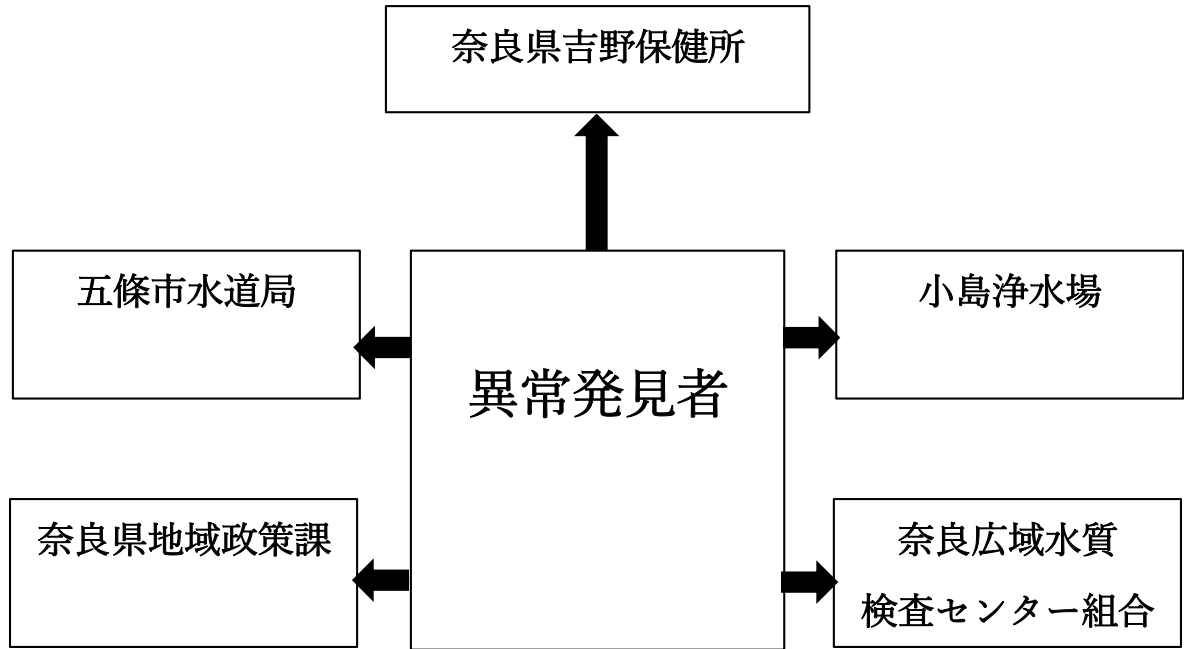 奈良県吉野保健所
五條市水道局
小島浄水場
異常発見者
奈良県地域政策課
奈良広域水質
検査センター組合